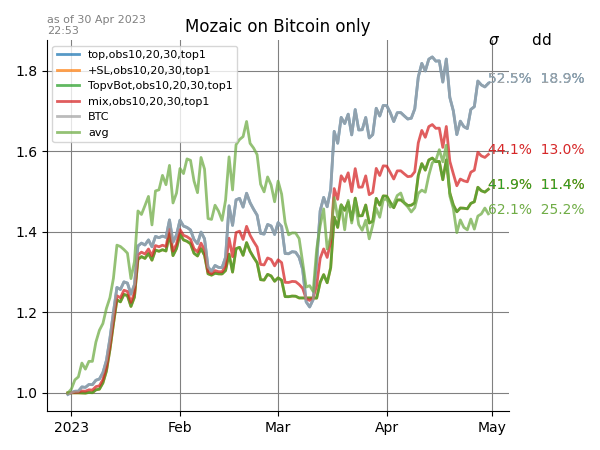 as of 30 Apr 2023
22:53
Mozaic on Bitcoin only
σ dd
top,obs10,20,30,top1
+SL,obs10,20,30,top1
TopvBot,obs10,20,30,top1
mix,obs10,20,30,top1
BTC
avg
52.5% 18.9%
44.1% 13.0%
41.9% 11.4%
62.1% 25.2%
1.8
1.6
1.4
1.2
1.0
2023 Feb Mar Apr May